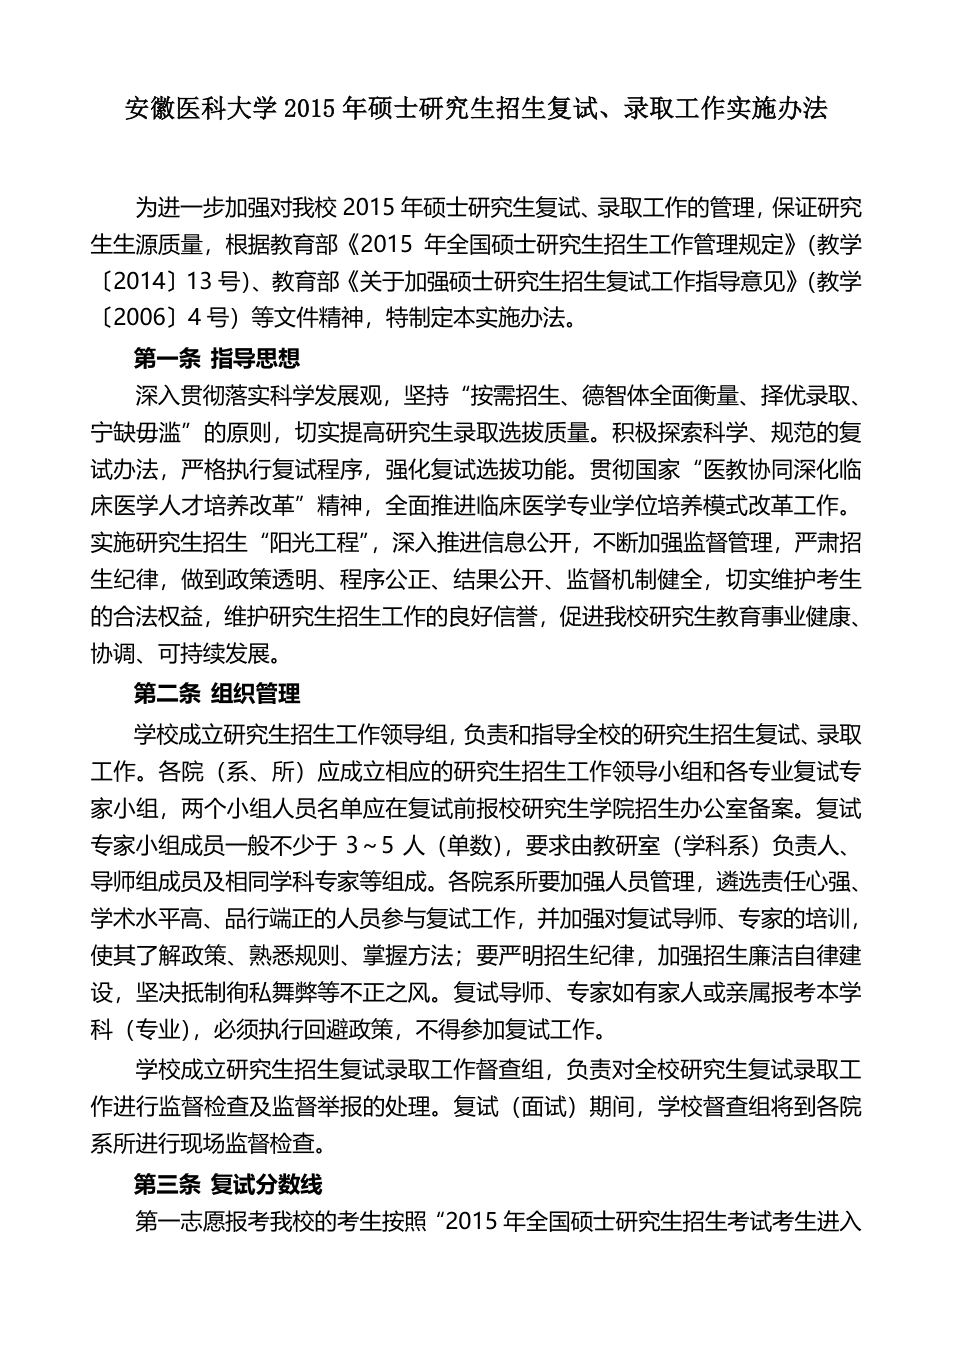 安徽医科大学 2015 年硕士研究生招生复试、录取工作实施办法
为进一步加强对我校 2015 年硕士研究生复试、录取工作的管理，保证研究
生生源质量，根据教育部《2015 年全国硕士研究生招生工作管理规定》（教学
〔2014〕13 号）、教育部《关于加强硕士研究生招生复试工作指导意见》（教学
〔2006〕4 号）等文件精神，特制定本实施办法。
第一条 指导思想
深入贯彻落实科学发展观，坚持“按需招生、德智体全面衡量、择优录取、
宁缺毋滥”的原则，切实提高研究生录取选拔质量。积极探索科学、规范的复
试办法，严格执行复试程序，强化复试选拔功能。贯彻国家“医教协同深化临
床医学人才培养改革”精神，全面推进临床医学专业学位培养模式改革工作。
实施研究生招生“阳光工程”，深入推进信息公开，不断加强监督管理，严肃招
生纪律，做到政策透明、程序公正、结果公开、监督机制健全，切实维护考生
的合法权益，维护研究生招生工作的良好信誉，促进我校研究生教育事业健康、
协调、可持续发展。
第二条 组织管理
学校成立研究生招生工作领导组，负责和指导全校的研究生招生复试、录取
工作。各院（系、所）应成立相应的研究生招生工作领导小组和各专业复试专
家小组，两个小组人员名单应在复试前报校研究生学院招生办公室备案。复试
专家小组成员一般不少于 3～5 人（单数），要求由教研室（学科系）负责人、
导师组成员及相同学科专家等组成。各院系所要加强人员管理，遴选责任心强、
学术水平高、品行端正的人员参与复试工作，并加强对复试导师、专家的培训，
使其了解政策、熟悉规则、掌握方法；要严明招生纪律，加强招生廉洁自律建
设，坚决抵制徇私舞弊等不正之风。复试导师、专家如有家人或亲属报考本学
科（专业），必须执行回避政策，不得参加复试工作。
学校成立研究生招生复试录取工作督查组，负责对全校研究生复试录取工
作进行监督检查及监督举报的处理。复试（面试）期间，学校督查组将到各院
系所进行现场监督检查。
第三条 复试分数线
第一志愿报考我校的考生按照“2015 年全国硕士研究生招生考试考生进入